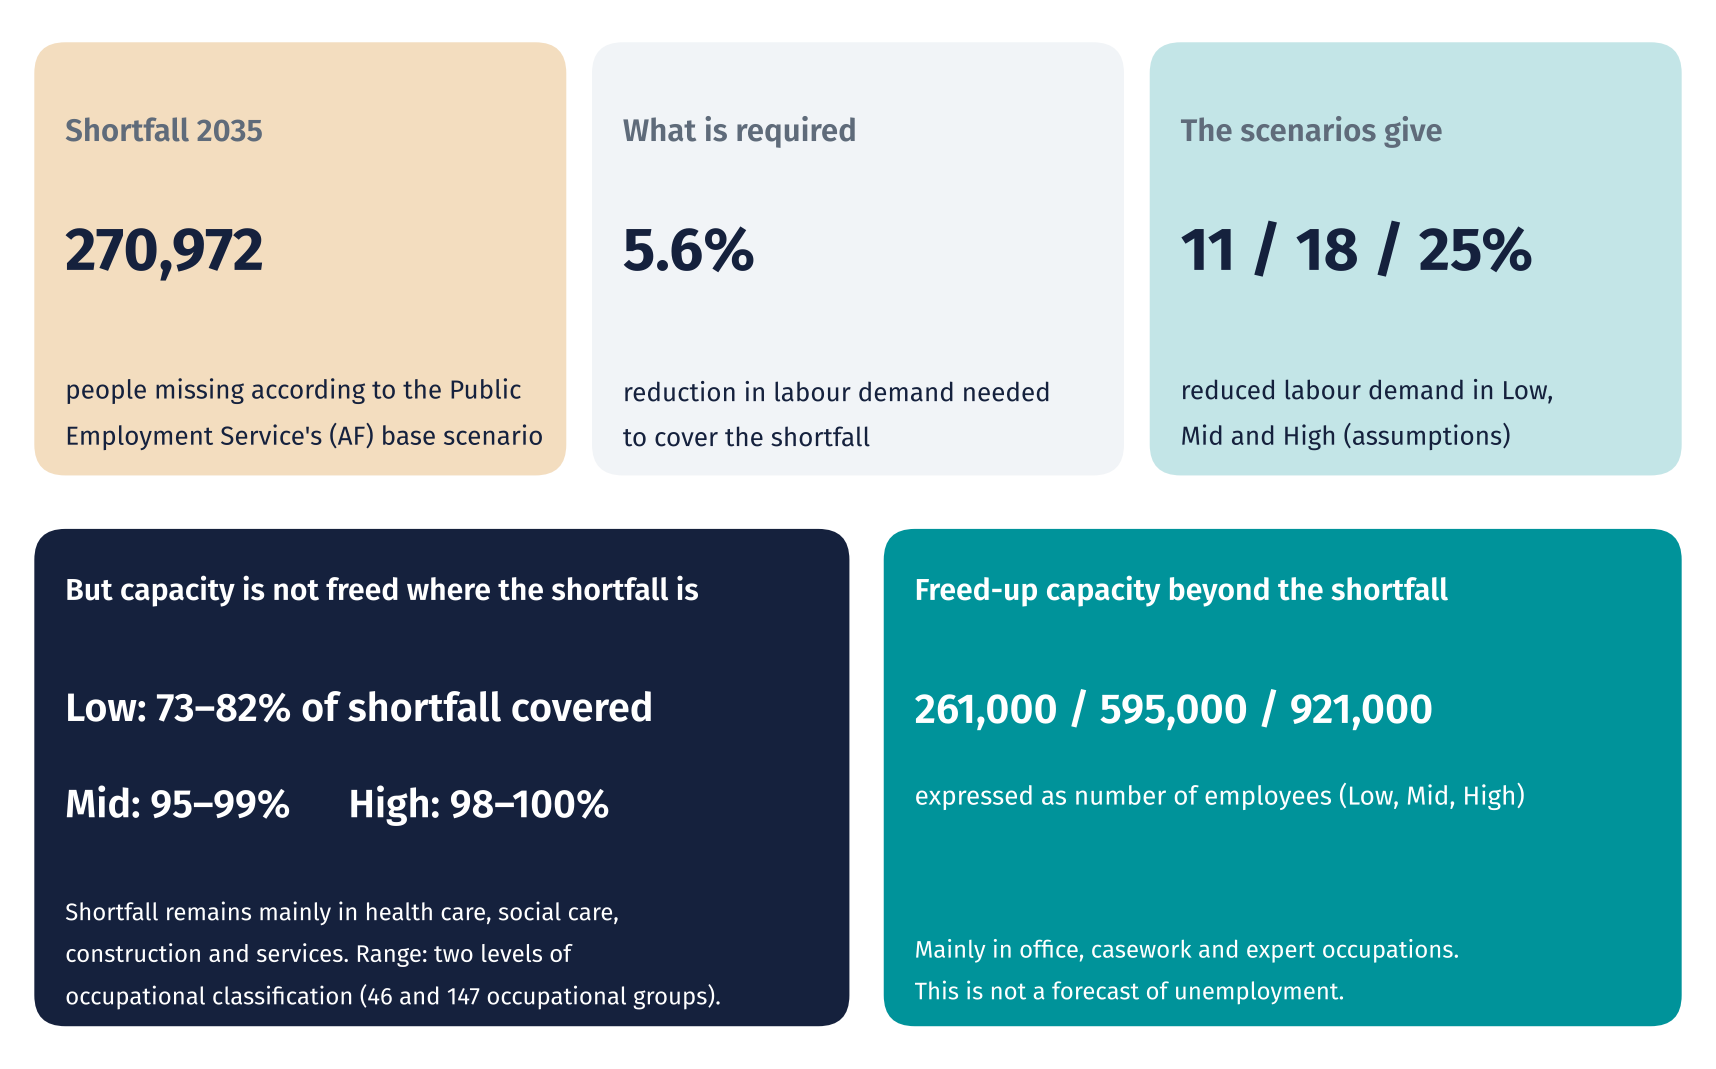 Shortfall 2035
270,972
people missing according to the Public
Employment Service's (AF) base scenario
What is required
5.6%
reduction in labour demand needed
to cover the shortfall
The scenarios give
11 / 18 / 25%
reduced labour demand in Low,
Mid and High (assumptions)
But capacity is not freed where the shortfall is
Low: 73–82% of shortfall covered
Mid: 95–99% High: 98–100%
Shortfall remains mainly in health care, social care,
construction and services. Range: two levels of
occupational classification (46 and 147 occupational groups).
Freed-up capacity beyond the shortfall
261,000 / 595,000 / 921,000
expressed as number of employees (Low, Mid, High)
Mainly in office, casework and expert occupations.
This is not a forecast of unemployment.